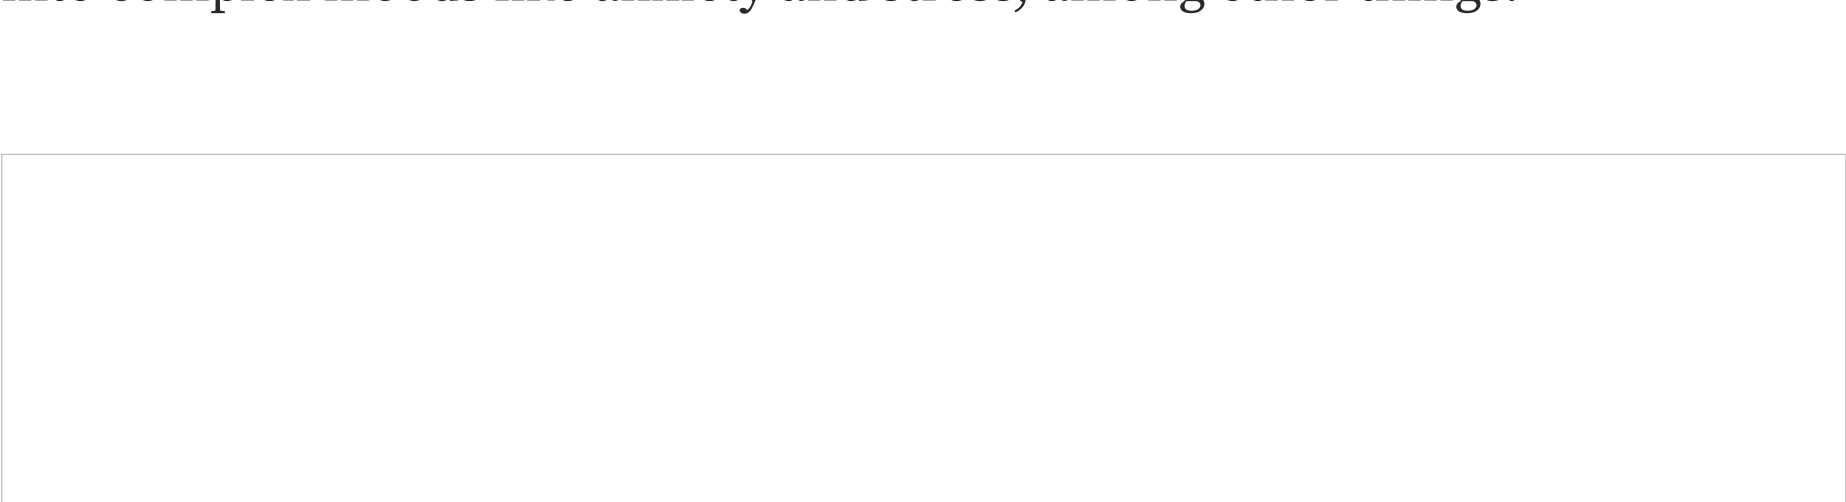 into complex moods like anxiety and stress, among other things.